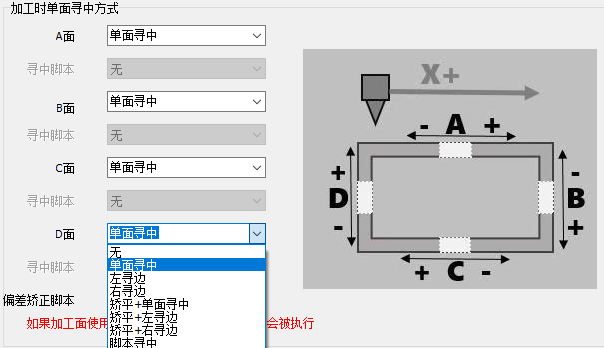 加工时单面寻中方式
A面
单面寻中
寻中脚本
无
B面
单面寻中
寻中脚本
无
C面
单面寻中
寻中脚本
无
D面
单面寻中
无
寻中脚本
单面寻中
左寻边
右寻边
偏差矫正脚本
矫平+单面寻中
矫平+左寻边
矫平+右寻边
如果加工面使用
会被执行
脚本寻中
X+
- A +
+
D
-
-
B
+
+ C -